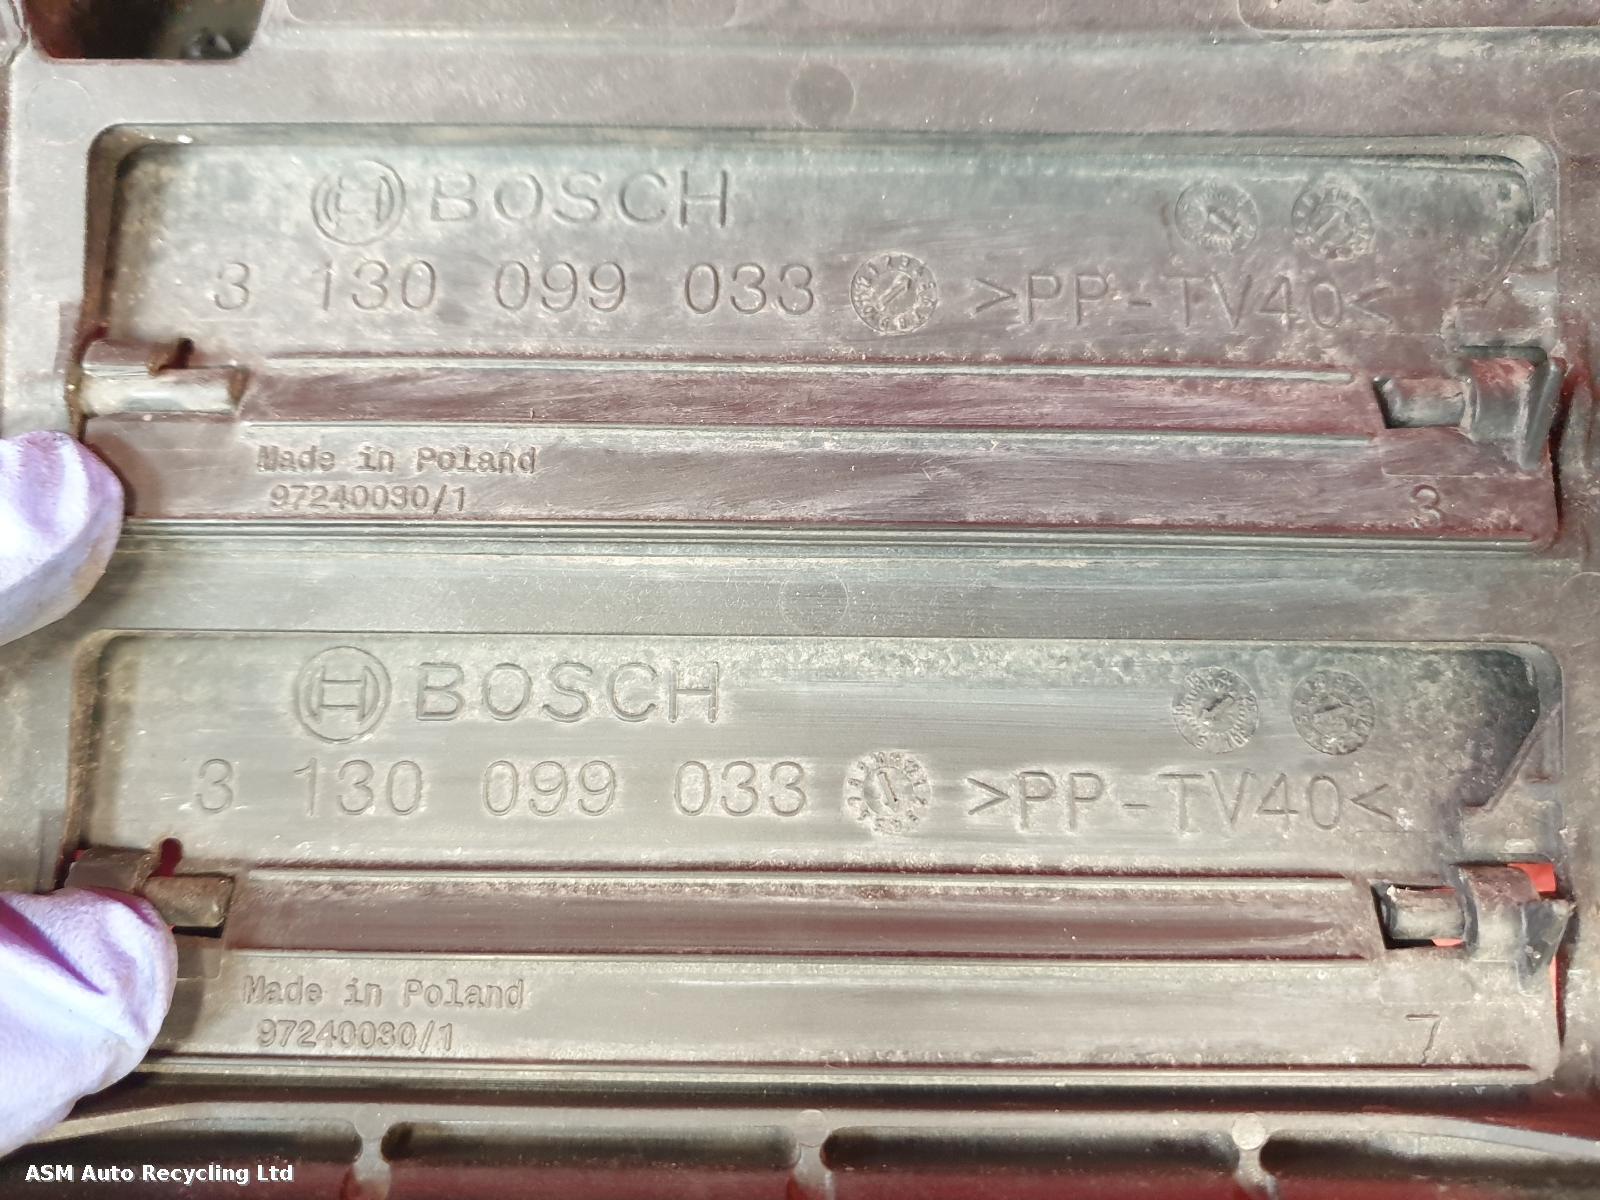 BOSCH
3 130 099 033 >PP-TV40<
Made in Poland
97240030/1
3
BOSCH
3 130 099 033 >PP-TV40<
Made in Poland
97240030/1
7
ASM Auto Recycling Ltd